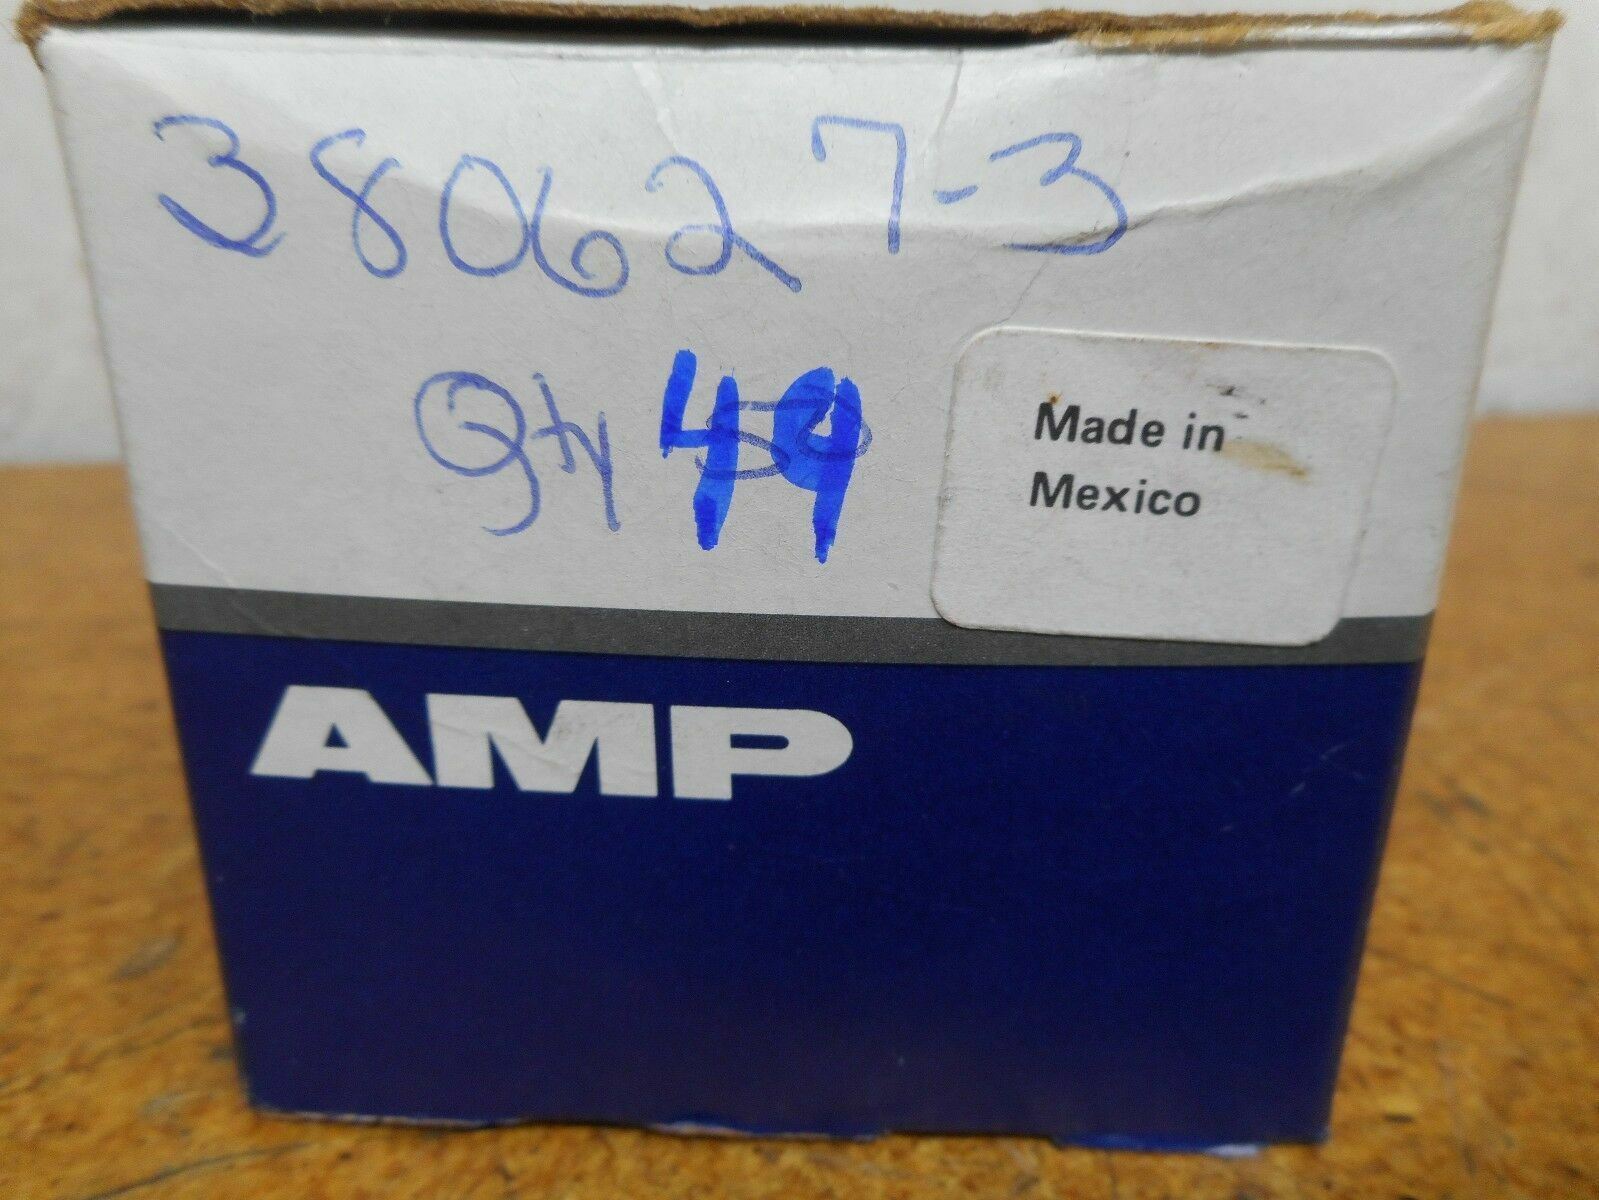 380627-3
Qty 49
Made in
Mexico
AMP